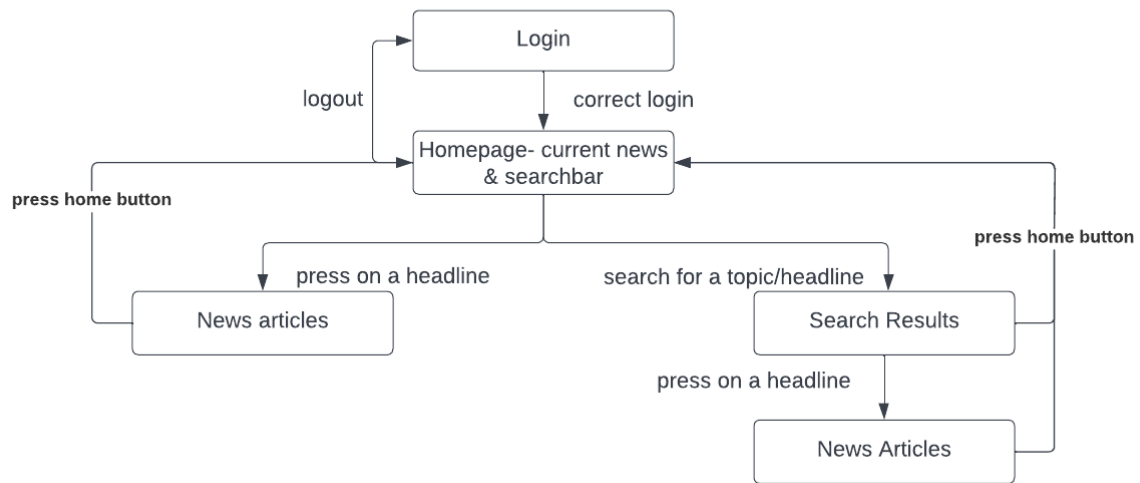 Login
logout
correct login
Homepage- current news
& searchbar
press home button
press home button
press on a headline
search for a topic/headline
News articles
Search Results
press on a headline
News Articles